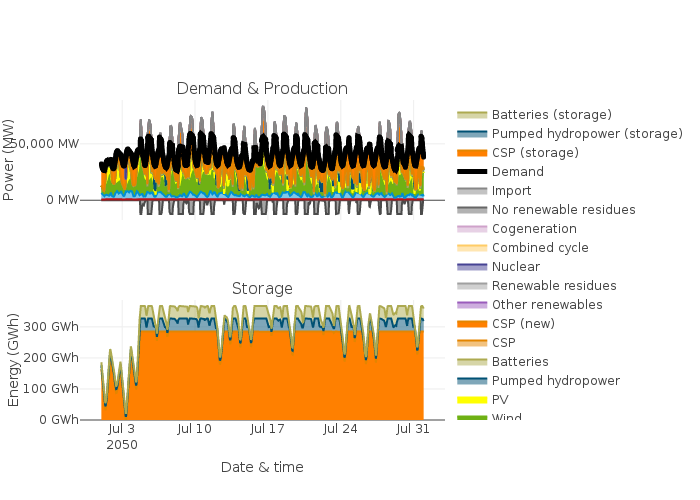 Demand & Production
Power (MW)
0 MW
Storage
Energy (GWh)
300 GWh
200 GWh
100 GWh
0 GWh
Jul 3
2050
Jul 10
Jul 17
Jul 24
Jul 31
Date & time
Batteries (storage)
Pumped hydropower (storage)
CSP (storage)
Demand
Import
No renewable residues
Cogeneration
Combined cycle
Nuclear
Renewable residues
Other renewables
CSP (new)
CSP
Batteries
Pumped hydropower
PV
Wind